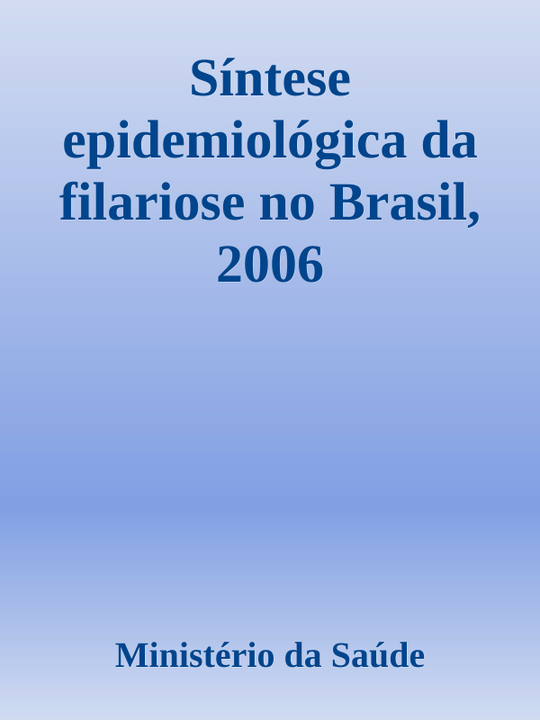 Síntese
epidemiológica da
filariose no Brasil,
2006
Ministério da Saúde